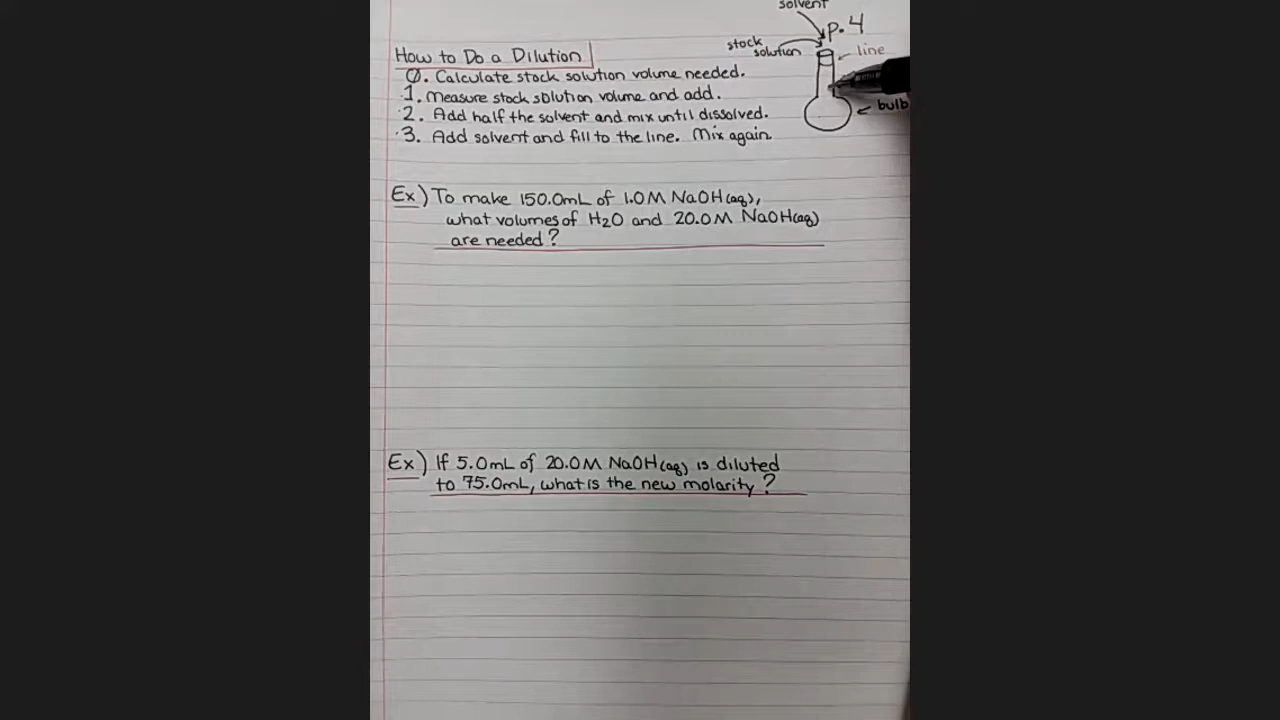 solvent
p. 4
stock
solution
line
How to Do a Dilution
0. Calculate stock solution volume needed.
1. Measure stock solution volume and add.
bulb
2. Add half the solvent and mix until dissolved.
3. Add solvent and fill to the line. Mix again.
Ex) To make 150.0mL of 1.0M NaOH(aq),
what volumes of H2O and 20.0M NaOH(aq)
are needed?
Ex) If 5.0mL of 20.0M NaOH(aq) is diluted
to 75.0mL, what is the new molarity?